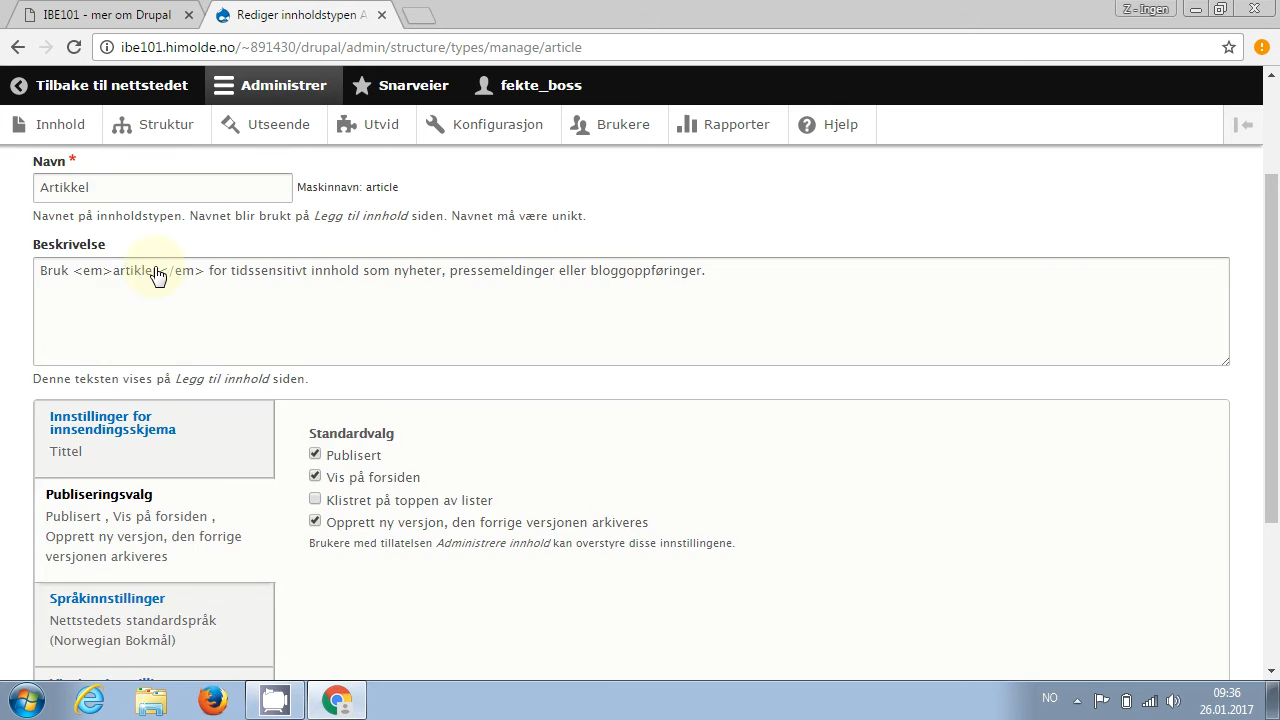 IBE101 - mer om Drupal
Rediger innholdstypen A
Z - Ingen
ibe101.himolde.no/~891430/drupal/admin/structure/types/manage/article
Tilbake til nettstedet
Administrer
Snarveier
fekte_boss
Innhold
Struktur
Utseende
Utvid
Konfigurasjon
Brukere
Rapporter
Hjelp
Navn *
Artikkel
Maskinnavn: article
Navnet på innholdstypen. Navnet blir brukt på Legg til innhold siden. Navnet må være unikt.
Beskrivelse
Bruk <em>artikle /em> for tidssensitivt innhold som nyheter, pressemeldinger eller bloggoppføringer.
Denne teksten vises på Legg til innhold siden.
Innstillinger for
innsendingsskjema
Tittel
Publiseringsvalg
Publisert , Vis på forsiden ,
Opprett ny versjon, den forrige
versjonen arkiveres
Språkinnstillinger
Nettstedets standardspråk
(Norwegian Bokmål)
Standardvalg
Publisert
Vis på forsiden
Klistret på toppen av lister
Opprett ny versjon, den forrige versjonen arkiveres
Brukere med tillatelsen Administrere innhold kan overstyre disse innstillingene.
NO
09:36
26.01.2017